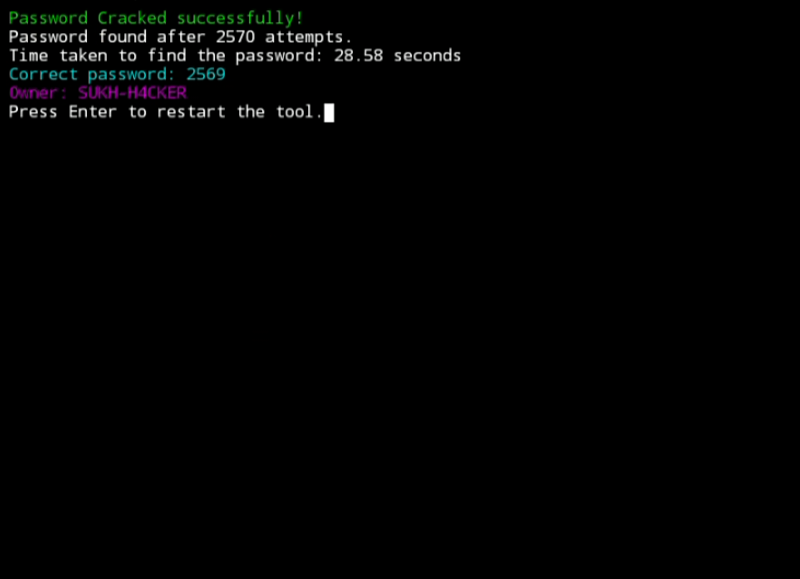 Password Cracked successfully!
Password found after 2570 attempts.
Time taken to find the password: 28.58 seconds
Correct password: 2569
Owner: SUKH-H4CKER
Press Enter to restart the tool.